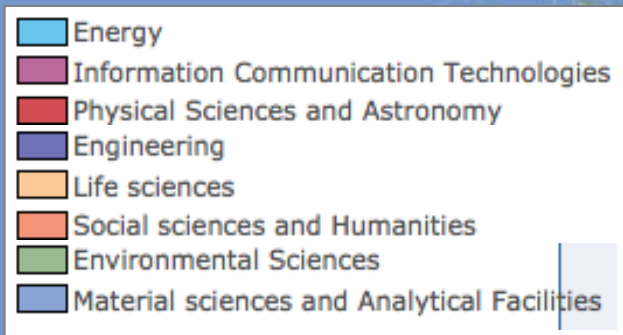 Energy
Information Communication Technologies
Physical Sciences and Astronomy
Engineering
Life sciences
Social sciences and Humanities
Environmental Sciences
Material sciences and Analytical Facilities